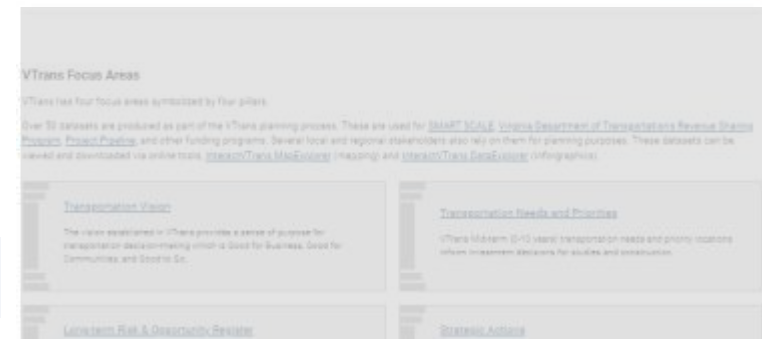 VTrans Focus Areas
VTrans has four focus areas symbolized by four pillars.
Over 50 datasets are produced as part of the VTrans planning process. These are used for SMART SCALE, Virginia Department of Transportation's Revenue Sharing
Program, Project Pipeline, and other funding programs. Several local and regional stakeholders also rely on them for planning purposes. These datasets can be
viewed and downloaded via online tools, InteractVTrans MapExplorer (mapping) and InteractVTrans DataExplorer (infographics).
Transportation Vision
The vision established in VTrans provides a sense of purpose for
transportation decision-making which is Good for Business, Good for
Communities, and Good to Go.
Transportation Needs and Priorities
VTrans Mid-term (0-10 years) transportation needs and priority locations
inform investment decisions for studies and construction.
Long-term Risk & Opportunity Register
Strategic Actions